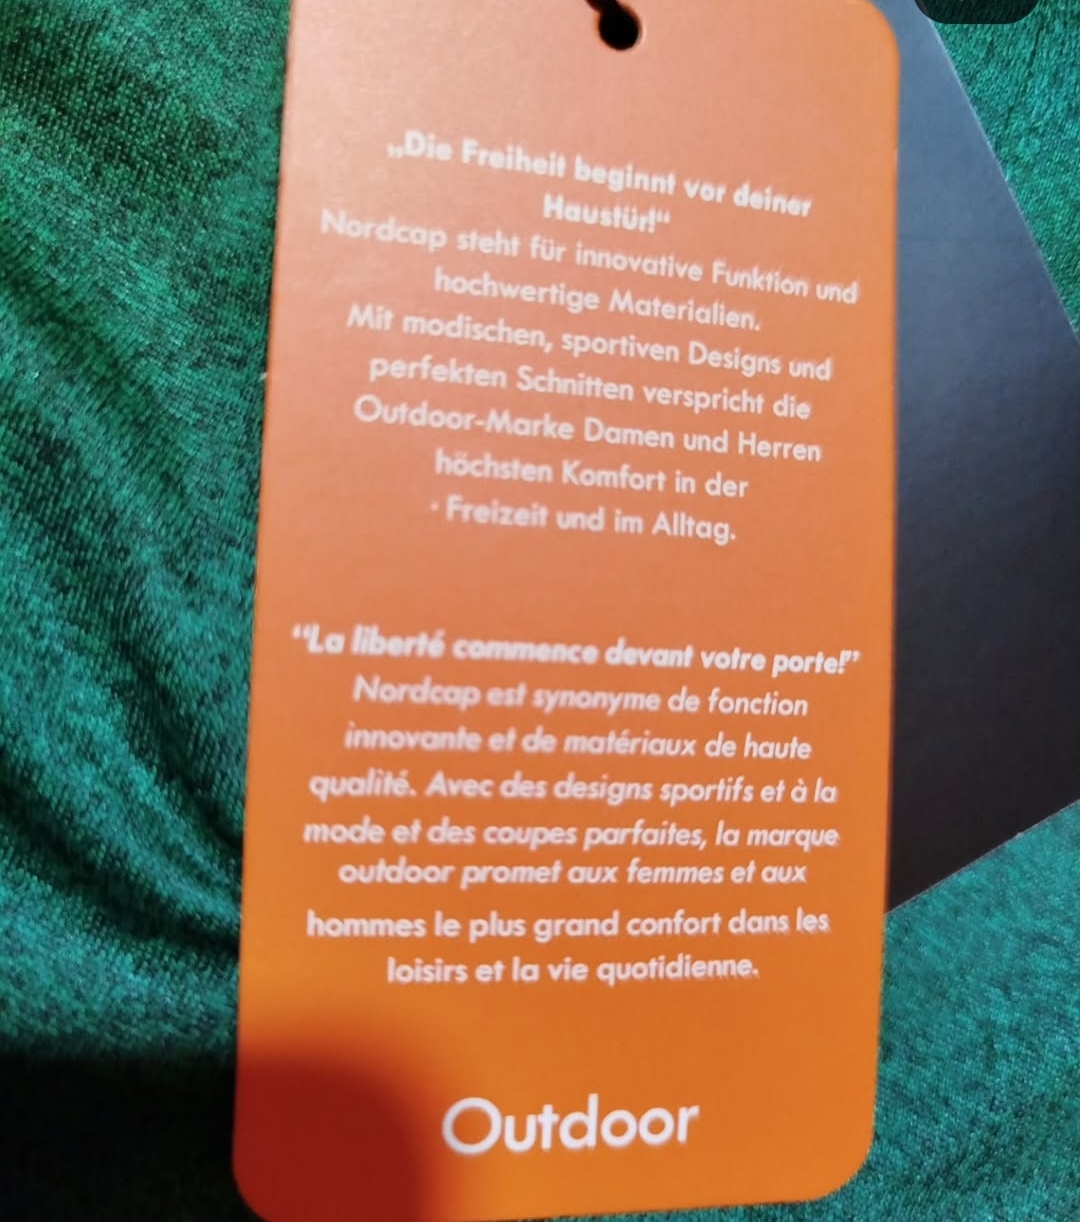 „Die Freiheit beginnt vor deiner
Haustür!“
Nordcap steht für innovative Funktion und
hochwertige Materialien.
Mit modischen, sportiven Designs und
perfekten Schnitten verspricht die
Outdoor-Marke Damen und Herren
höchsten Komfort in der
Freizeit und im Alltag.
“La liberté commence devant votre porte!”
Nordcap est synonyme de fonction
innovante et de matériaux de haute
qualité. Avec des designs sportifs et à la
mode et des coupes parfaites, la marque
outdoor promet aux femmes et aux
hommes le plus grand confort dans les
loisirs et la vie quotidienne.
Outdoor